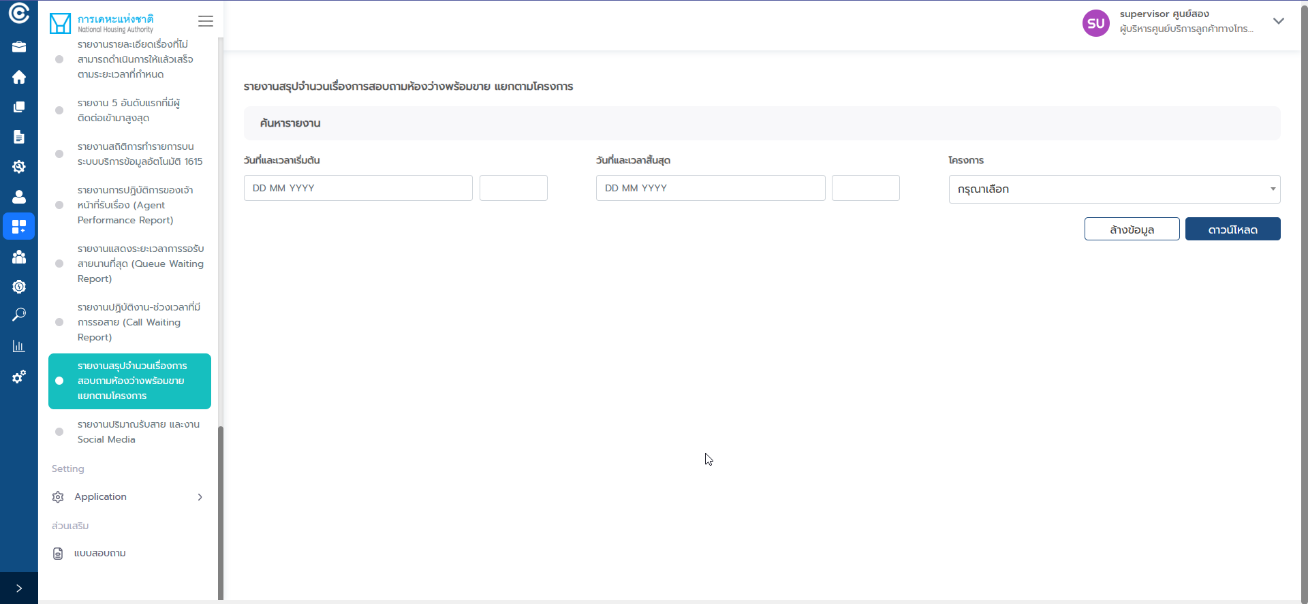 การเคหะแห่งชาติ
National Housing Authority
รายงานรายละเอียดเรื่องที่ไม่
สามารถดำเนินการให้แล้วเสร็จ
ตามระยะเวลาที่กำหนด
รายงาน 5 อันดับแรกที่มีผู้
ติดต่อเข้ามาสูงสุด
รายงานสถิติการทำรายการบน
ระบบบริการข้อมูลอัตโนมัติ 1615
รายงานการปฏิบัติการของเจ้า
หน้าที่รับเรื่อง (Agent
Performance Report)
รายงานแสดงระยะเวลาการรอรับ
สายนานที่สุด (Queue Waiting
Report)
รายงานปฏิบัติงาน-ช่วงเวลาที่มี
การรอสาย (Call Waiting
Report)
รายงานสรุปจำนวนเรื่องการ
สอบถามห้องว่างพร้อมขาย
แยกตามโครงการ
รายงานปริมาณรับสาย และงาน
Social Media
Setting
Application
ส่วนเสริม
แบบสอบถาม
SU
supervisor ศูนย์สอง
ผู้บริหารศูนย์บริการลูกค้าทางโทร...
รายงานสรุปจำนวนเรื่องการสอบถามห้องว่างพร้อมขาย แยกตามโครงการ
ค้นหารายงาน
วันที่และเวลาเริ่มต้น
DD MM YYYY
วันที่และเวลาสิ้นสุด
DD MM YYYY
โครงการ
กรุณาเลือก
ล้างข้อมูล
ดาวน์โหลด